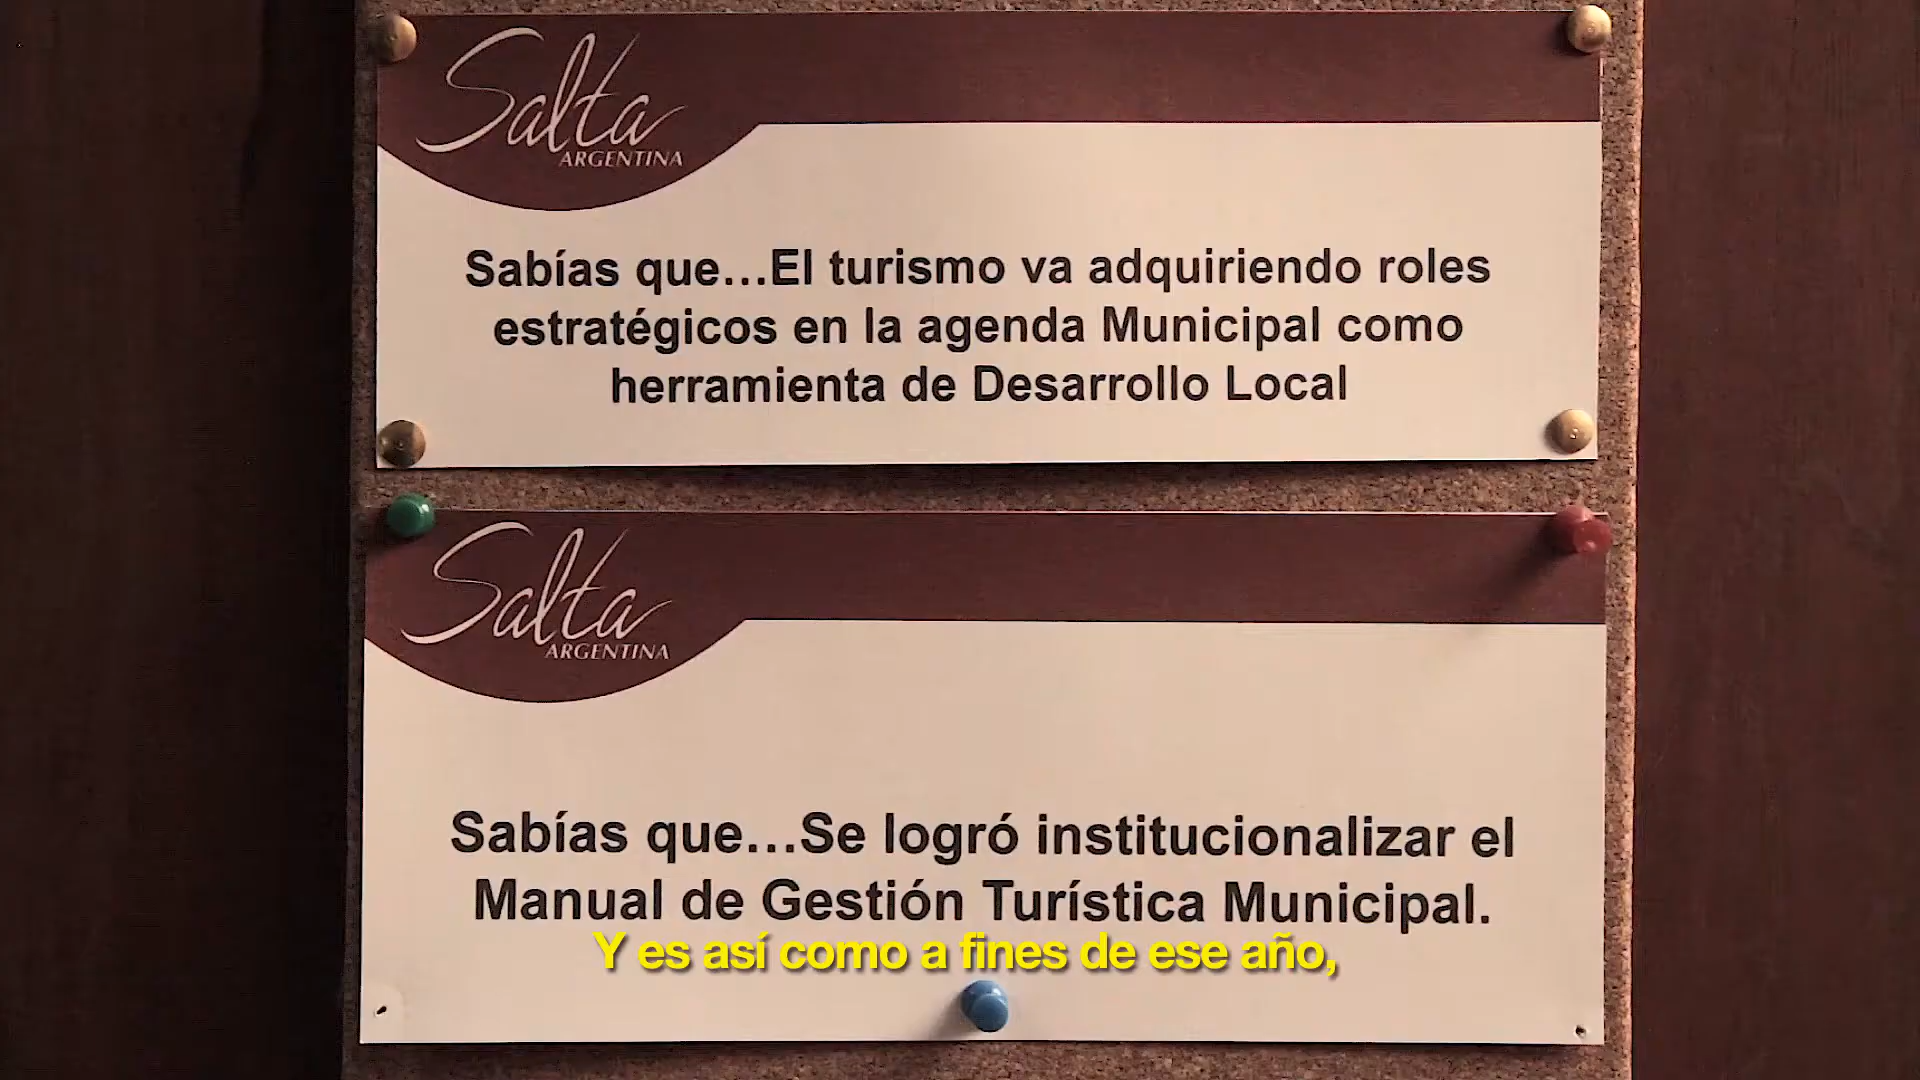 Salta
ARGENTINA
Sabías que...El turismo va adquiriendo roles
estratégicos en la agenda Municipal como
herramienta de Desarrollo Local
Salta
ARGENTINA
Sabías que...Se logró institucionalizar el
Manual de Gestión Turística Municipal.
Y es así como a fines de ese año,